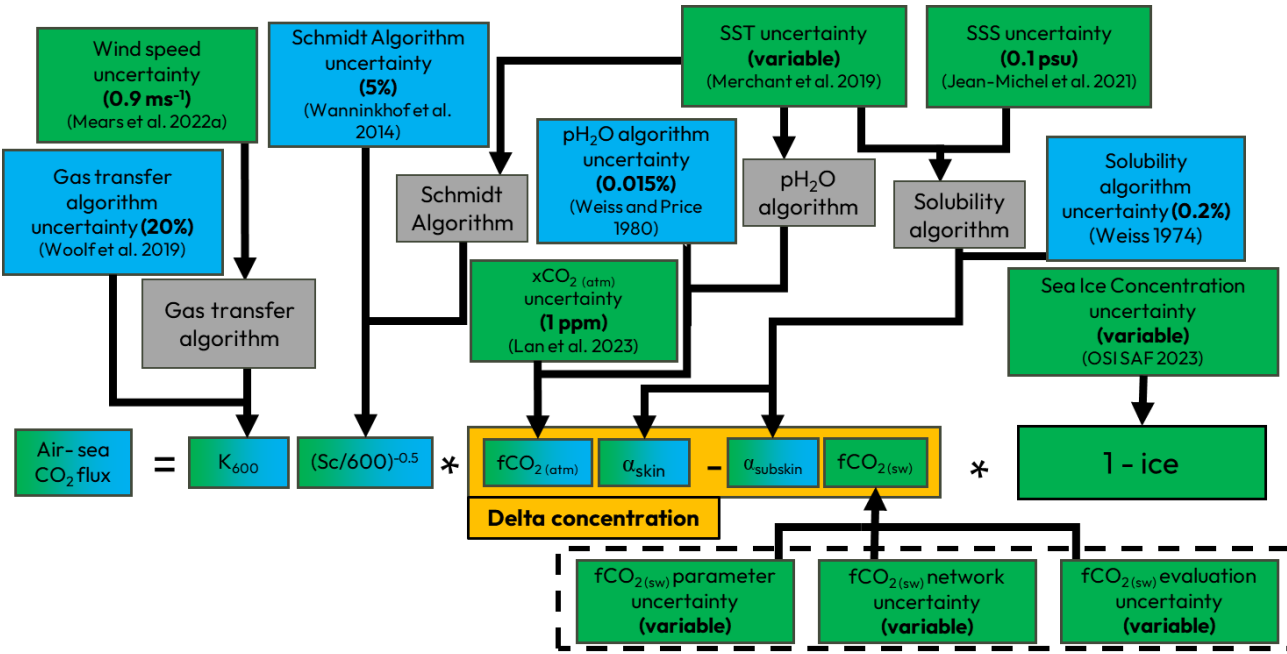 Wind speed
uncertainty
(0.9 ms⁻¹)
(Mears et al. 2022a)
Schmidt Algorithm
uncertainty
(5%)
(Wanninkhof et al.
2014)
SST uncertainty
(variable)
(Merchant et al. 2019)
SSS uncertainty
(0.1 psu)
(Jean-Michel et al. 2021)
Gas transfer
algorithm
uncertainty (20%)
(Woolf et al. 2019)
Schmidt
Algorithm
pH₂O algorithm
uncertainty
(0.015%)
(Weiss and Price
1980)
pH₂O
algorithm
Solubility
algorithm
Solubility
algorithm
uncertainty (0.2%)
(Weiss 1974)
Gas transfer
algorithm
xCO₂ (atm)
uncertainty
(1 ppm)
(Lan et al. 2023)
Sea Ice Concentration
uncertainty
(variable)
(OSI SAF 2023)
Air-sea
CO₂ flux
=
K₆₀₀
(Sc/600)⁻⁰·⁵
*
fCO₂ (atm)
α skin
-
α subskin
fCO₂(sw)
*
1 - ice
Delta concentration
fCO₂(sw) parameter
uncertainty
(variable)
fCO₂(sw) network
uncertainty
(variable)
fCO₂(sw) evaluation
uncertainty
(variable)